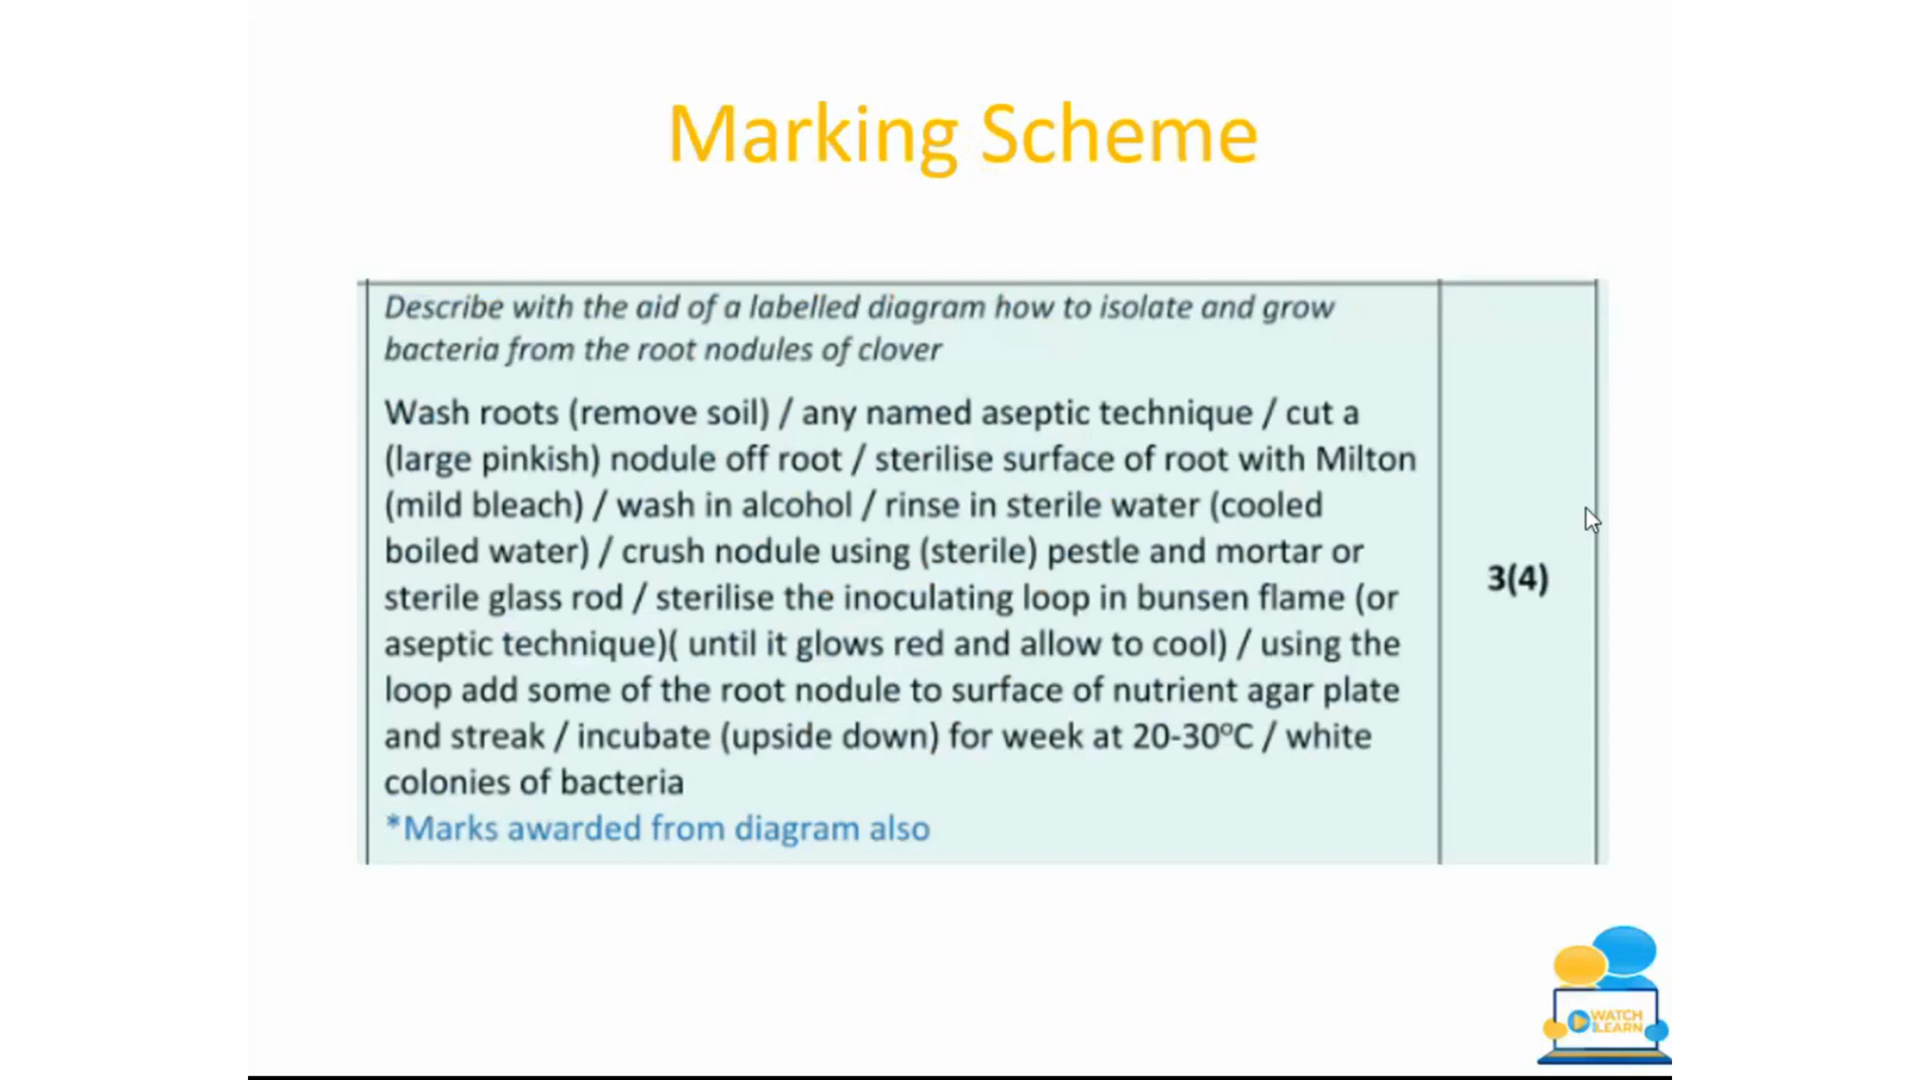 Marking Scheme
Describe with the aid of a labelled diagram how to isolate and grow
bacteria from the root nodules of clover
Wash roots (remove soil) / any named aseptic technique / cut a
(large pinkish) nodule off root / sterilise surface of root with Milton
(mild bleach) / wash in alcohol / rinse in sterile water (cooled
boiled water) / crush nodule using (sterile) pestle and mortar or
sterile glass rod / sterilise the inoculating loop in bunsen flame (or
aseptic technique)( until it glows red and allow to cool) / using the
loop add some of the root nodule to surface of nutrient agar plate
and streak / incubate (upside down) for week at 20-30ºC / white
colonies of bacteria
*Marks awarded from diagram also
3(4)
WATCH
LEARN